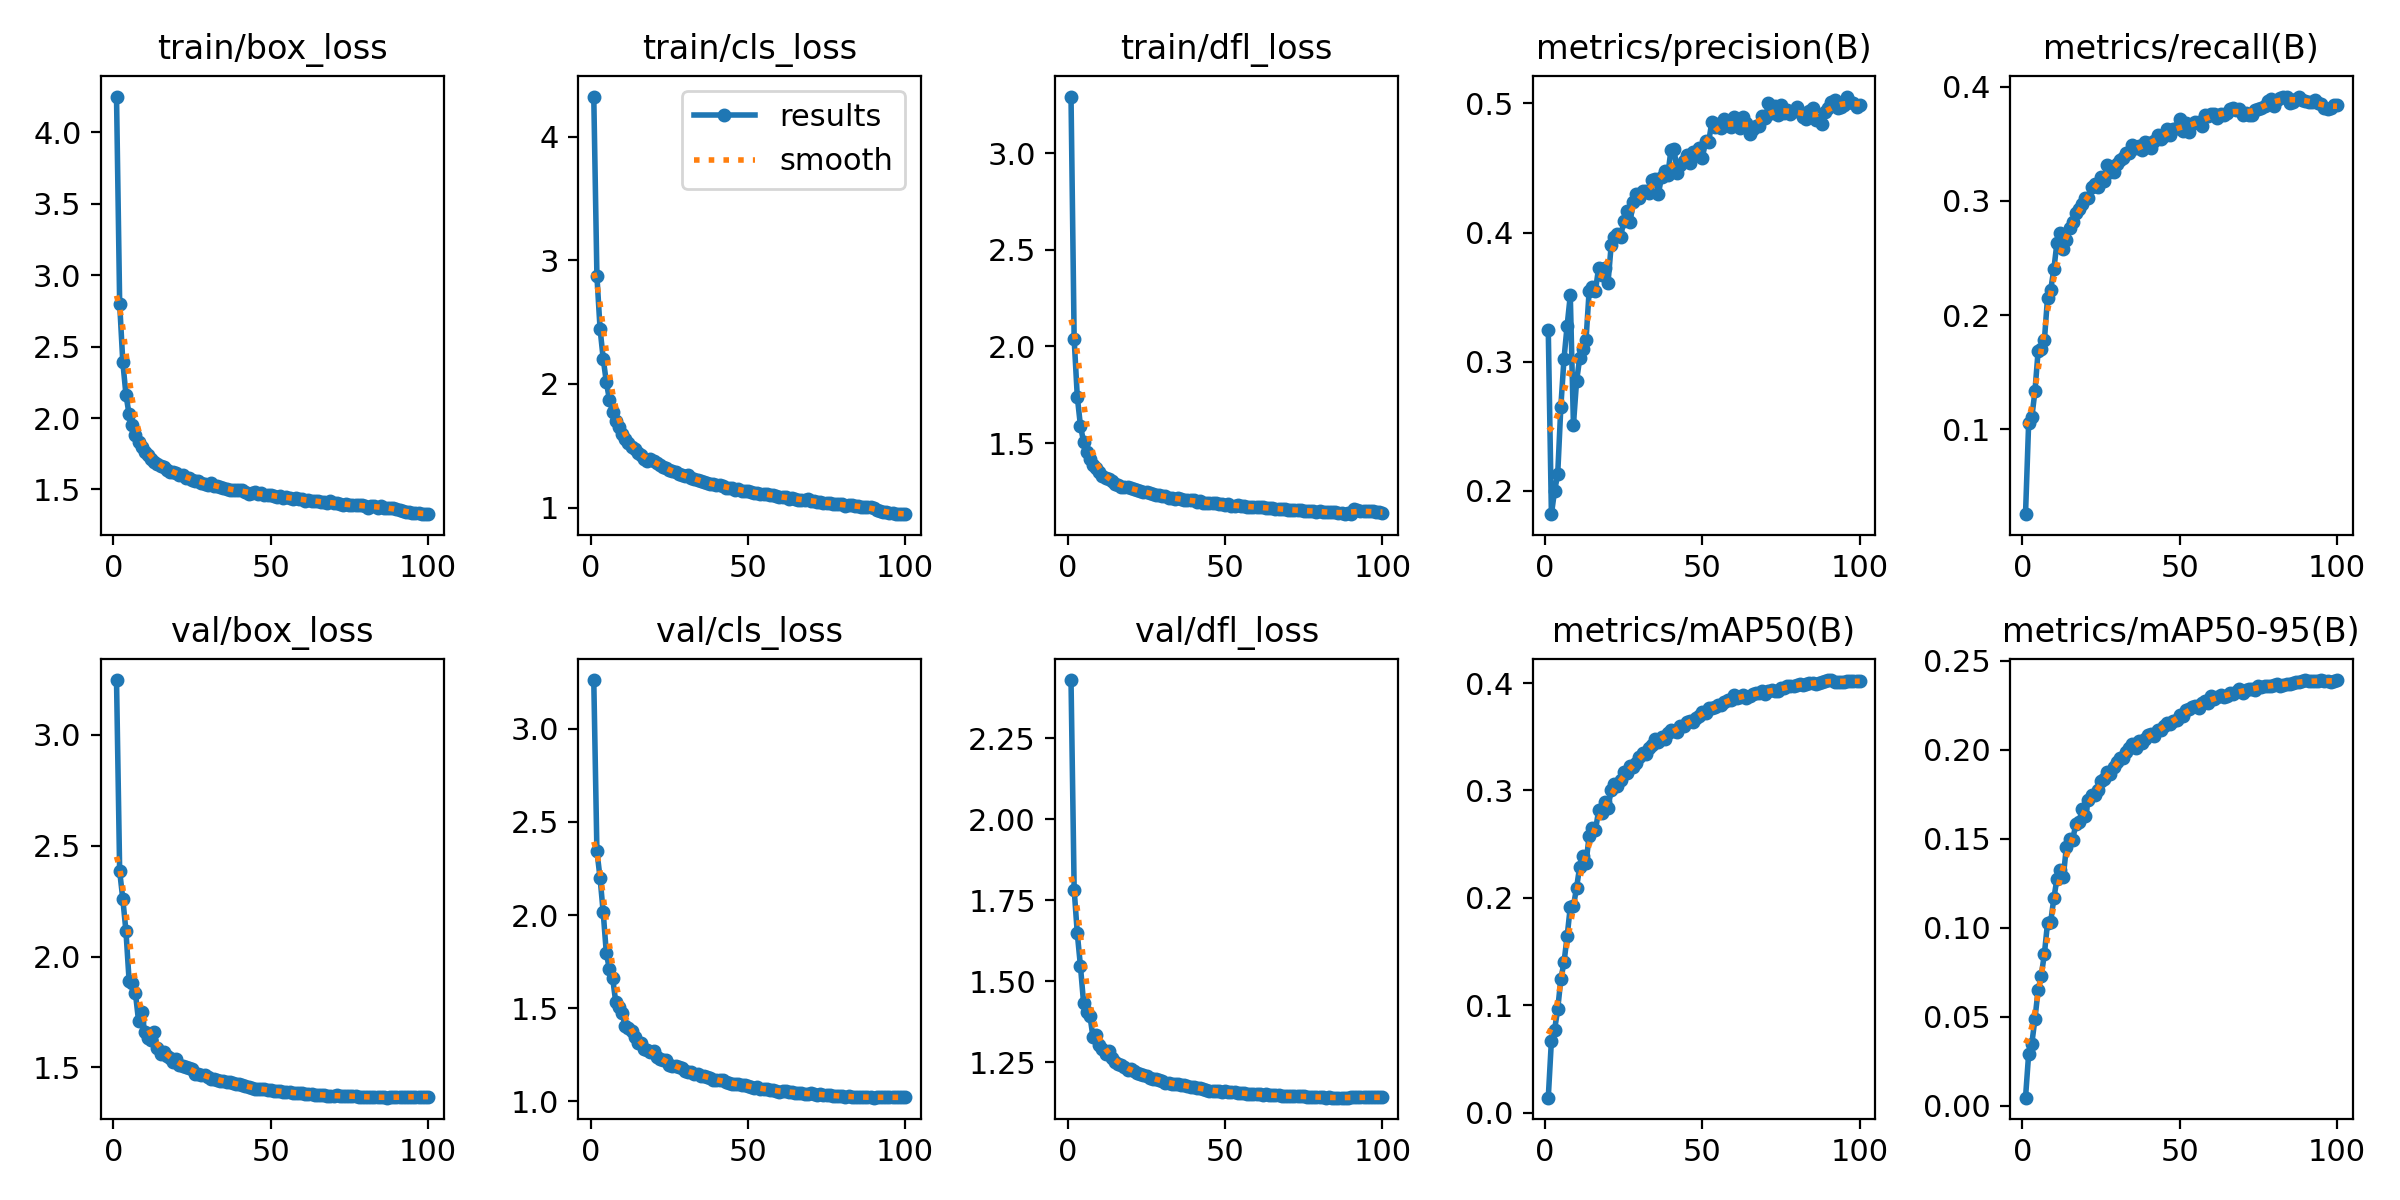 train/box_loss
4.0
3.5
3.0
2.5
2.0
1.5
0 50 100
train/cls_loss
results
smooth
4
3
2
1
0 50 100
train/dfl_loss
3.0
2.5
2.0
1.5
0 50 100
metrics/precision(B)
0.5
0.4
0.3
0.2
0 50 100
metrics/recall(B)
0.4
0.3
0.2
0.1
0 50 100
val/box_loss
3.0
2.5
2.0
1.5
0 50 100
val/cls_loss
3.0
2.5
2.0
1.5
1.0
0 50 100
val/dfl_loss
2.25
2.00
1.75
1.50
1.25
0 50 100
metrics/mAP50(B)
0.4
0.3
0.2
0.1
0.0
0 50 100
metrics/mAP50-95(B)
0.25
0.20
0.15
0.10
0.05
0.00
0 50 100